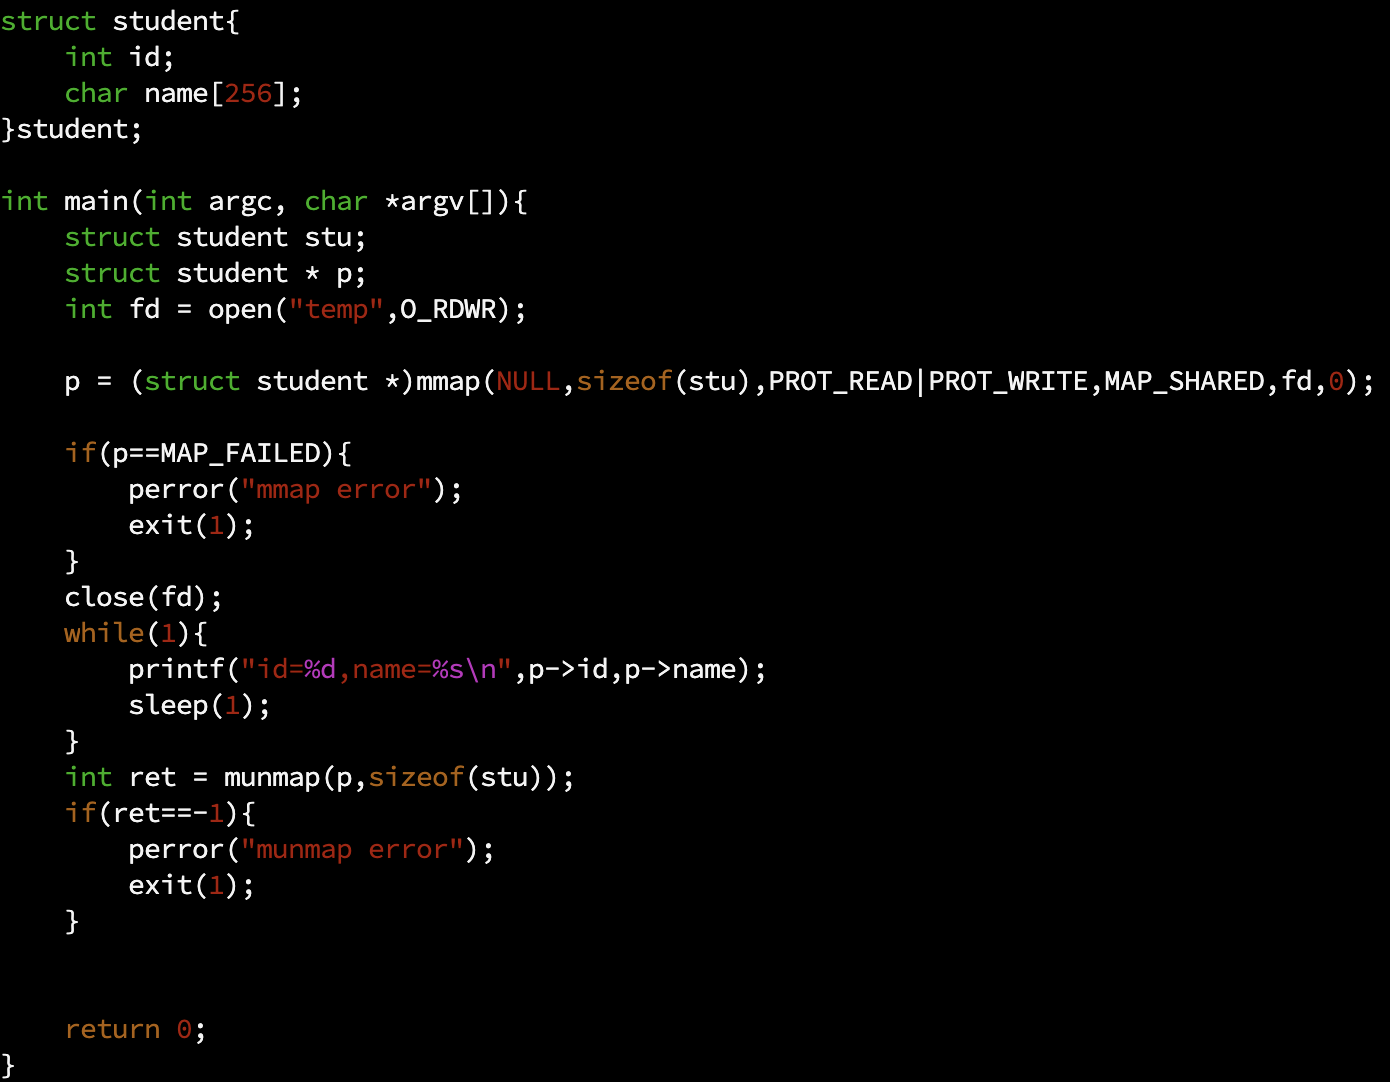 struct student{
    int id;
    char name[256];
}student;

int main(int argc, char *argv[]){
    struct student stu;
    struct student * p;
    int fd = open("temp",O_RDWR);

    p = (struct student *)mmap(NULL,sizeof(stu),PROT_READ|PROT_WRITE,MAP_SHARED,fd,0);

    if(p==MAP_FAILED){
        perror("mmap error");
        exit(1);
    }
    close(fd);
    while(1){
        printf("id=%d,name=%s\n",p->id,p->name);
        sleep(1);
    }
    int ret = munmap(p,sizeof(stu));
    if(ret==-1){
        perror("munmap error");
        exit(1);
    }


    return 0;
}